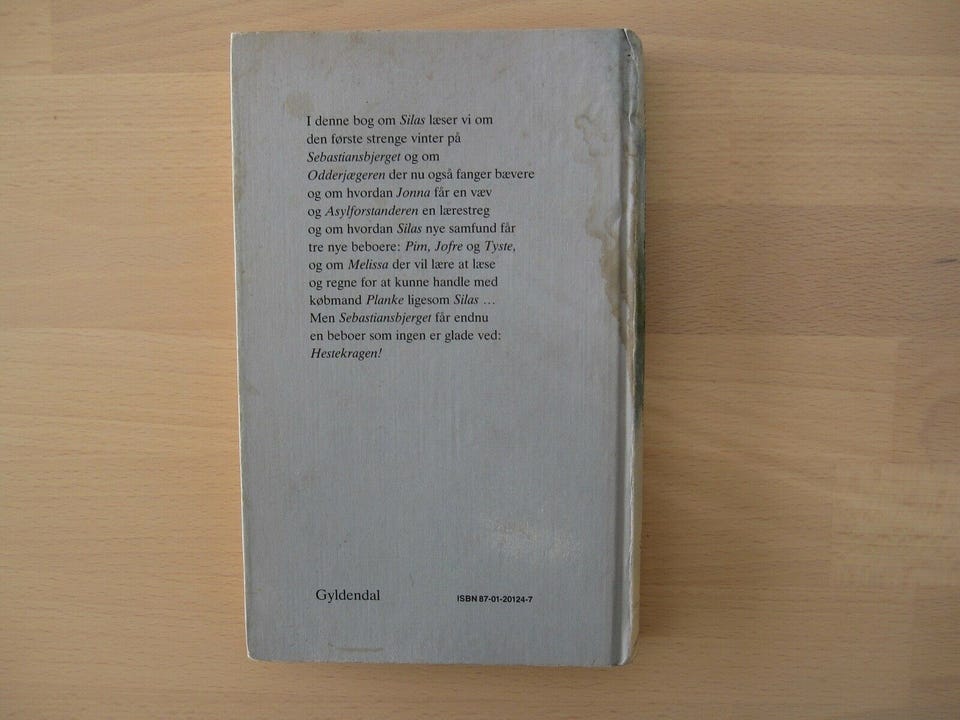 I denne bog om Silas læser vi om
den første strenge vinter på
Sebastiansbjerget og om
Odderjægeren der nu også fanger bævere
og om hvordan Jonna får en væv
og Asylforstanderen en lærestreg
og om hvordan Silas nye samfund får
tre nye beboere: Pim, Jofre og Tyste,
og om Melissa der vil lære at læse
og regne for at kunne handle med
købmand Planke ligesom Silas ...
Men Sebastiansbjerget får endnu
en beboer som ingen er glade ved:
Hestekragen!
Gyldendal
ISBN 87-01-20124-7